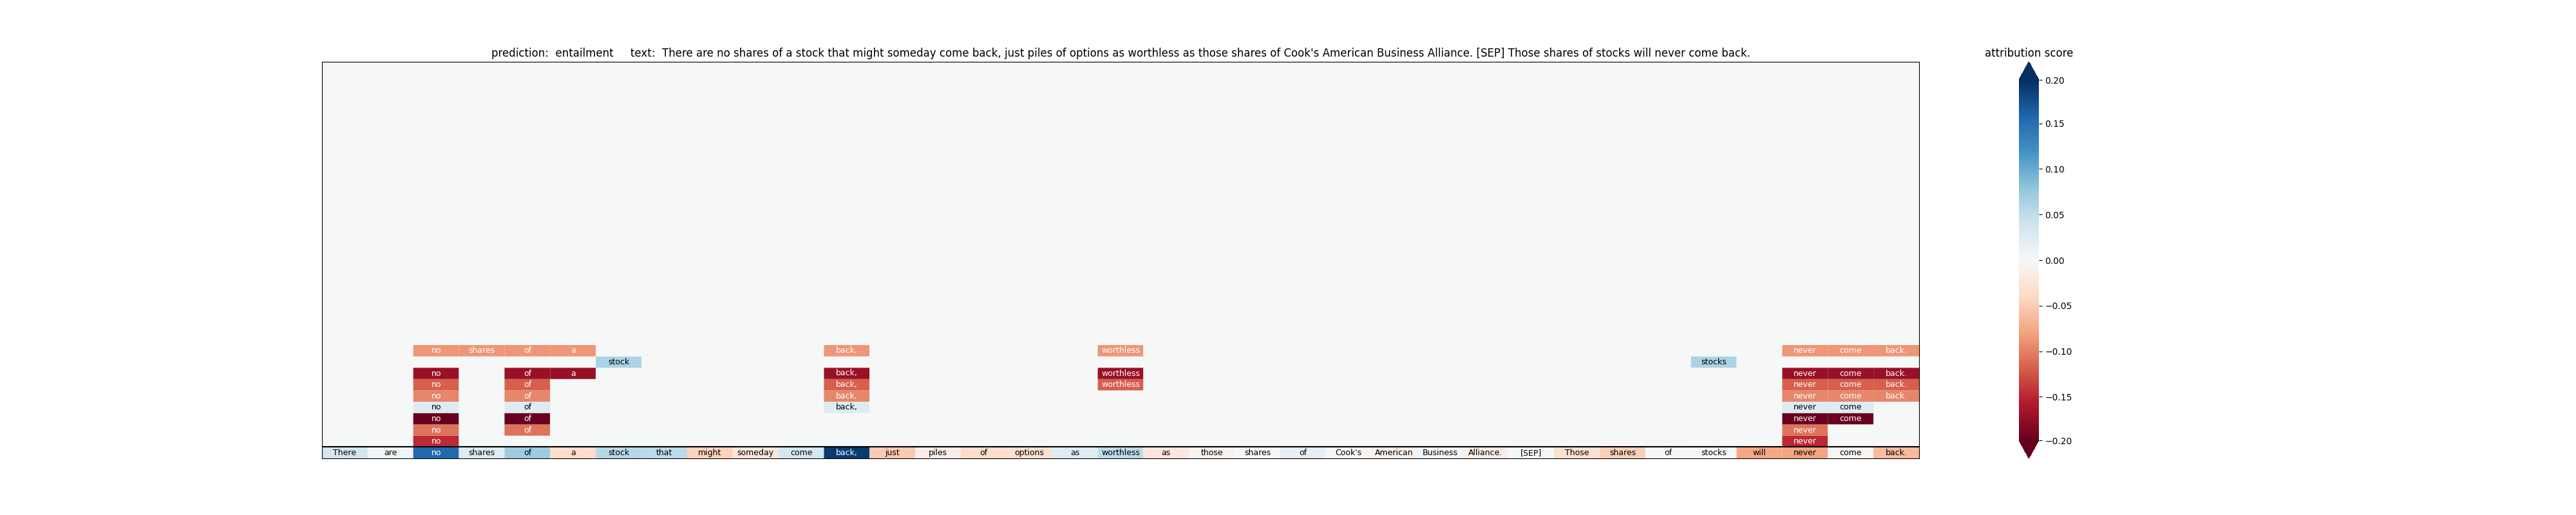 prediction:  entailment     text:  There are no shares of a stock that might someday come back, just piles of options as worthless as those shares of Cook's American Business Alliance. [SEP] Those shares of stocks will never come back.
attribution score
0.20
0.15
0.10
0.05
0.00
−0.05
−0.10
−0.15
−0.20
no shares of a back, worthless never come back.
stock stocks
no of a back, worthless never come back.
no of back, worthless never come back.
no of back, never come back.
no of back, never come
no of never come
no of never
no never
There are no shares of a stock that might someday come back, just piles of options as worthless as those shares of Cook's American Business Alliance. [SEP] Those shares of stocks will never come back.